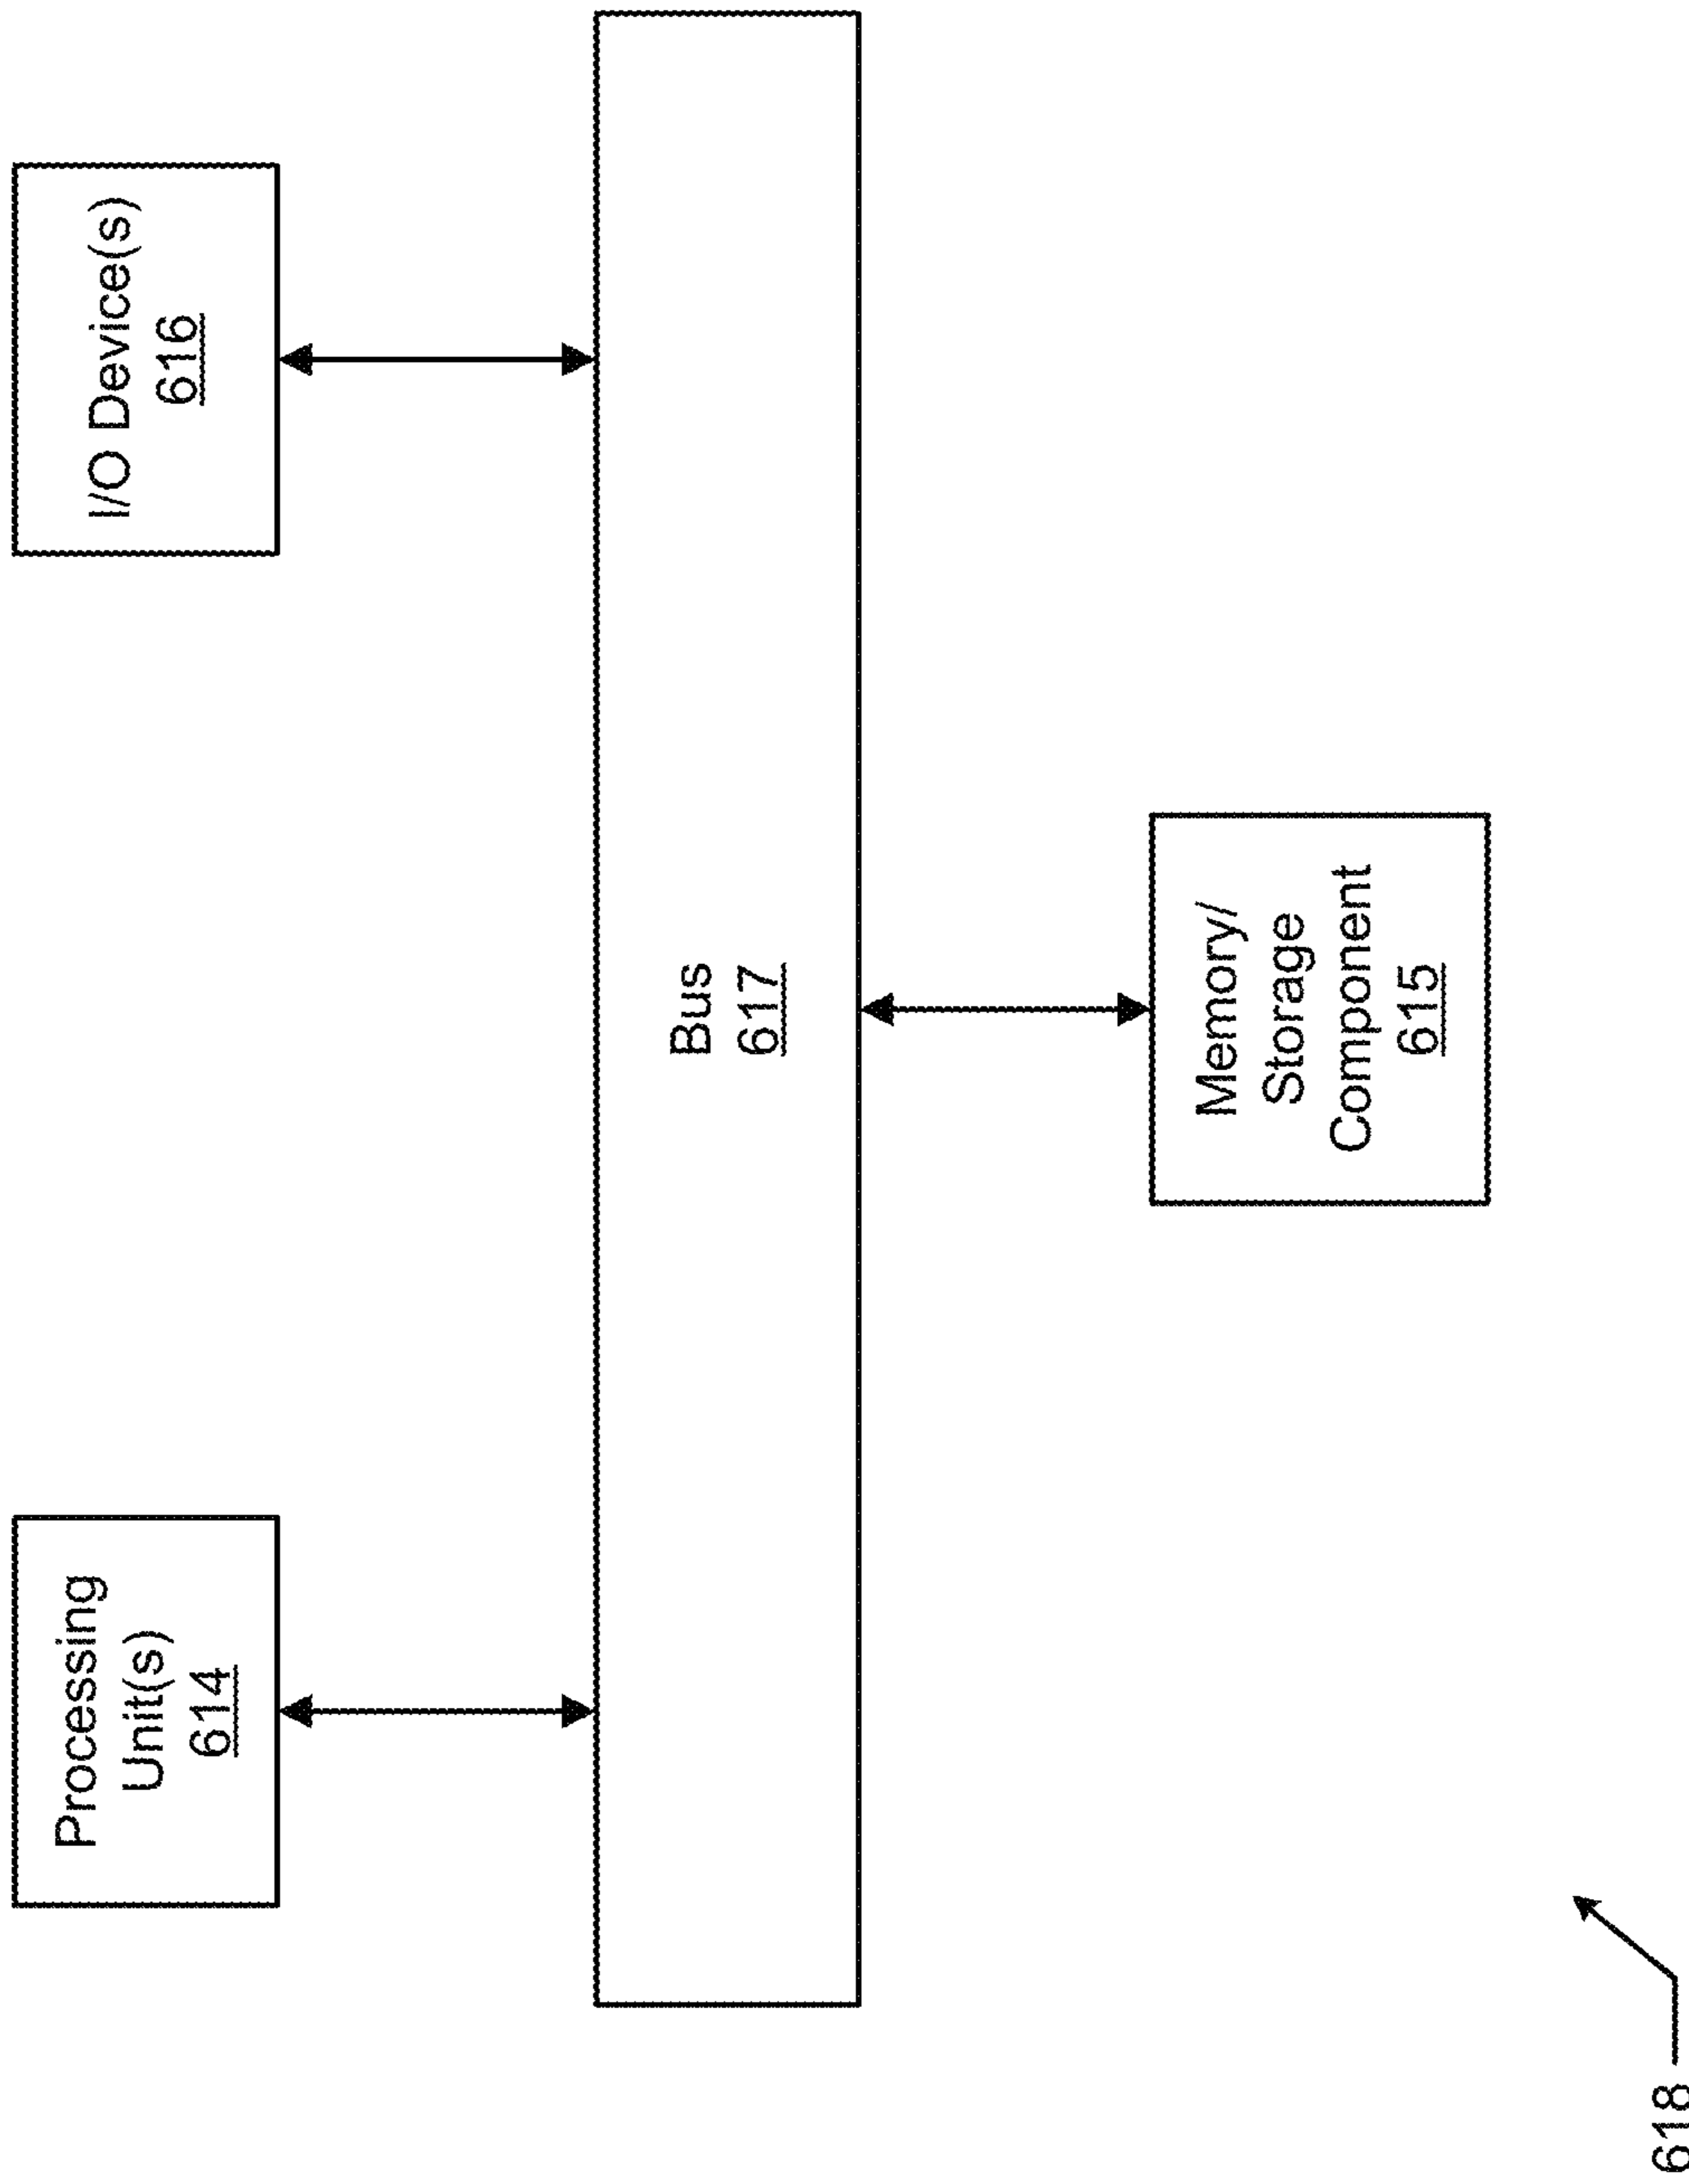 Processing
Unit(s)
614
I/O Device(s)
616
Bus
617
Memory/
Storage
Component
615
618